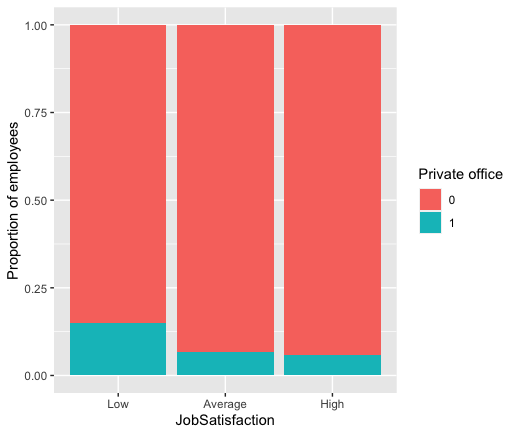 1.00
0.75
0.50
0.25
0.00
Proportion of employees
Low Average High
JobSatisfaction
Private office
0
1